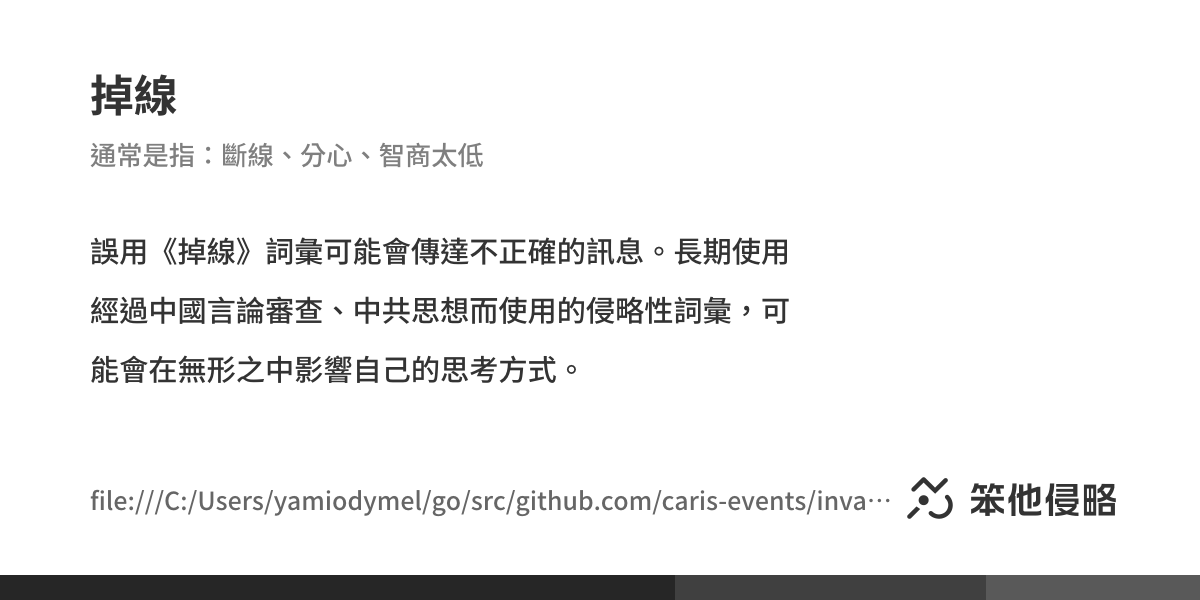 掉線
通常是指：斷線、分心、智商太低
誤用《掉線》詞彙可能會傳達不正確的訊息。長期使用
經過中國言論審查、中共思想而使用的侵略性詞彙，可
能會在無形之中影響自己的思考方式。
file:///C:/Users/yamiodymel/go/src/github.com/caris-events/inva…
笨他侵略